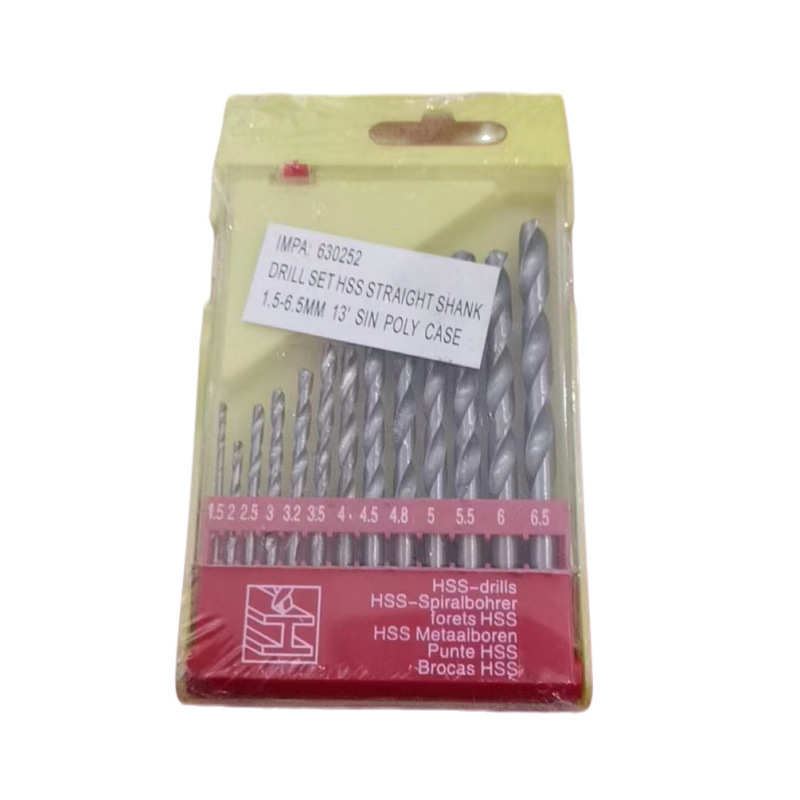 IMPA: 630252
DRILL SET HSS STRAIGHT SHANK
1.5-6.5MM 13' SIN POLY CASE
1.5 2 2.5 3 3.2 3.5 4 4.5 4.8 5 5.5 6 6.5
HSS-drills
HSS-Spiralbohrer
forets HSS
HSS Metaalboren
Punte HSS
Brocas HSS